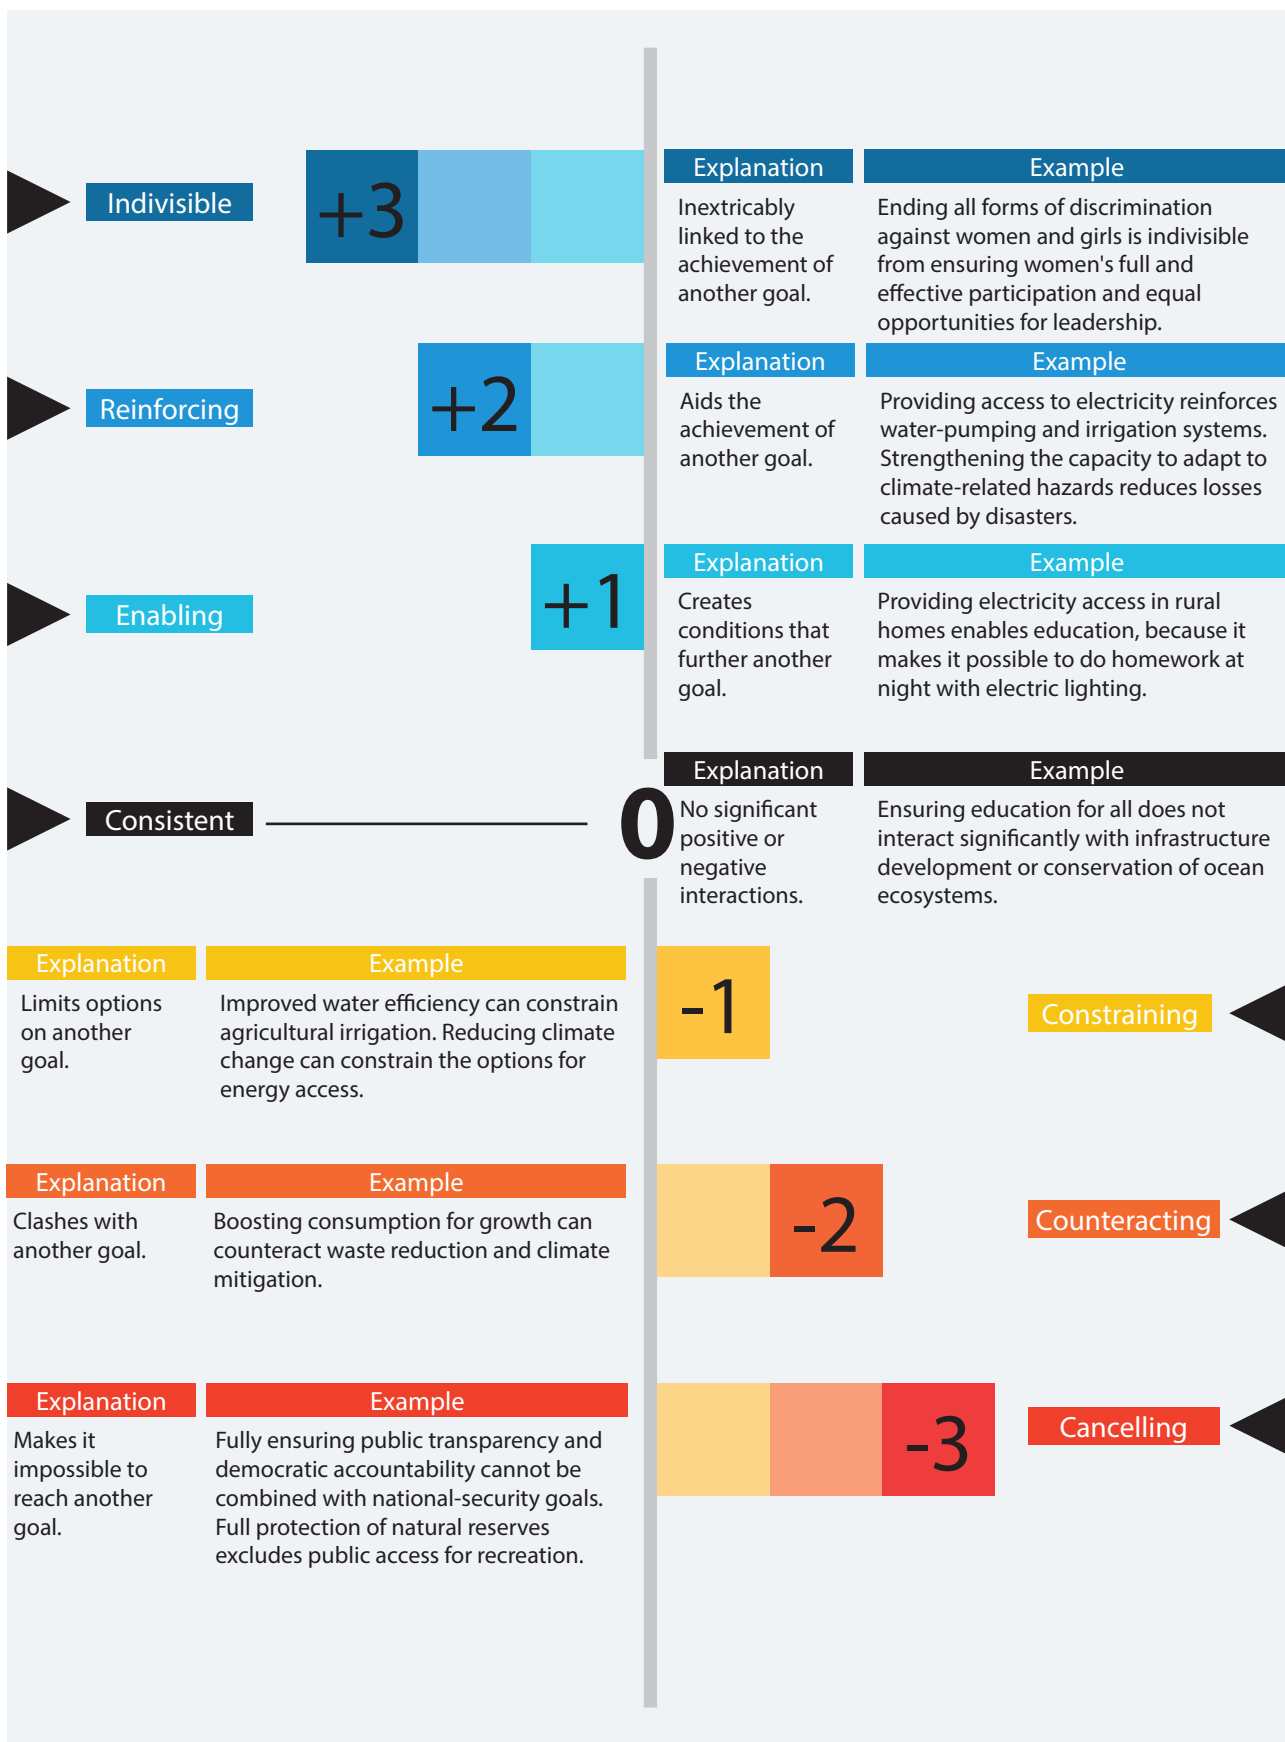 Indivisible
+3
Explanation
Inextricably
linked to the
achievement of
another goal.
Example
Ending all forms of discrimination
against women and girls is indivisible
from ensuring women's full and
effective participation and equal
opportunities for leadership.
Reinforcing
+2
Explanation
Aids the
achievement of
another goal.
Example
Providing access to electricity reinforces
water-pumping and irrigation systems.
Strengthening the capacity to adapt to
climate-related hazards reduces losses
caused by disasters.
Enabling
+1
Explanation
Creates
conditions that
further another
goal.
Example
Providing electricity access in rural
homes enables education, because it
makes it possible to do homework at
night with electric lighting.
Consistent
0
Explanation
No significant
positive or
negative
interactions.
Example
Ensuring education for all does not
interact significantly with infrastructure
development or conservation of ocean
ecosystems.
Explanation
Limits options
on another
goal.
Example
Improved water efficiency can constrain
agricultural irrigation. Reducing climate
change can constrain the options for
energy access.
-1
Constraining
Explanation
Clashes with
another goal.
Example
Boosting consumption for growth can
counteract waste reduction and climate
mitigation.
-2
Counteracting
Explanation
Makes it
impossible to
reach another
goal.
Example
Fully ensuring public transparency and
democratic accountability cannot be
combined with national-security goals.
Full protection of natural reserves
excludes public access for recreation.
-3
Cancelling